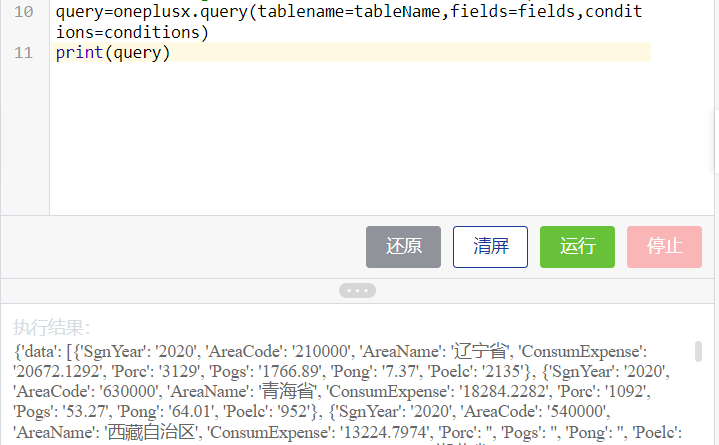 10 query=oneplusx.query(tablename=tableName,fields=fields,condit
ions=conditions)
11 print(query)
还原 清屏 运行 停止
执行结果:
{'data': [{'SgnYear': '2020', 'AreaCode': '210000', 'AreaName': '辽宁省', 'ConsumExpense':
'20672.1292', 'Porc': '3129', 'Pogs': '1766.89', 'Pong': '7.37', 'Poelc': '2135'}, {'SgnYear': '2020',
'AreaCode': '630000', 'AreaName': '青海省', 'ConsumExpense': '18284.2282', 'Porc': '1092',
'Pogs': '53.27', 'Pong': '64.01', 'Poelc': '952'}, {'SgnYear': '2020', 'AreaCode': '540000',
'AreaName': '西藏自治区', 'ConsumExpense': '13224.7974', 'Porc': '', 'Pogs': '', 'Pong': '', 'Poelc':